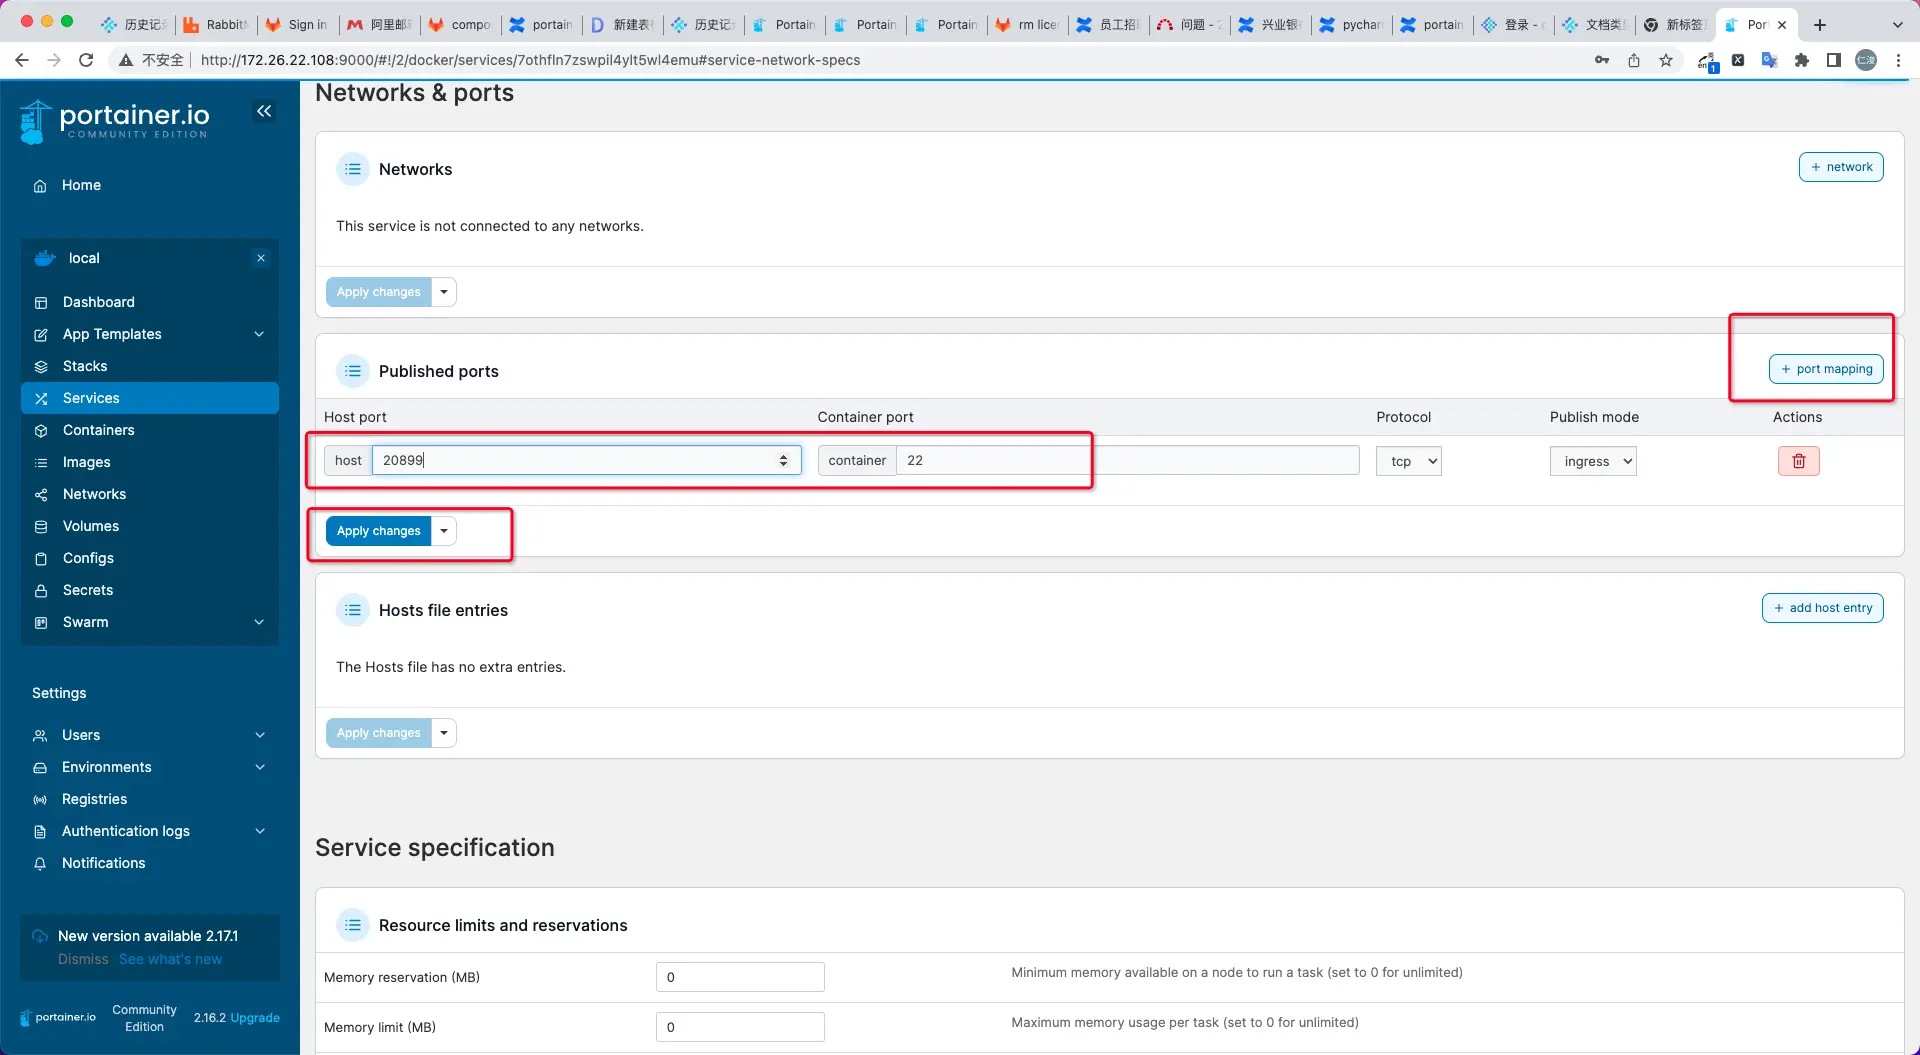 历史记 RabbitM Sign in 阿里邮 compo portain 新建表 历史记 Portain Portain Portain rm licen 员工招 问题 - 兴业银 pychar portain 登录 - 文档类 新标签 Por
不安全 http://172.26.22.108:9000/#!/2/docker/services/7othfln7zswpil4ylt5wl4emu#service-network-specs
portainer.io
COMMUNITY EDITION
Home
local
Dashboard
App Templates
Stacks
Services
Containers
Images
Networks
Volumes
Configs
Secrets
Swarm
Settings
Users
Environments
Registries
Authentication logs
Notifications
New version available 2.17.1
Dismiss See what's new
portainer.io Community Edition 2.16.2 Upgrade
Networks & ports
Networks
+ network
This service is not connected to any networks.
Apply changes
Published ports
+ port mapping
Host port Container port Protocol Publish mode Actions
host 20899 container 22 tcp ingress
Apply changes
Hosts file entries
+ add host entry
The Hosts file has no extra entries.
Apply changes
Service specification
Resource limits and reservations
Memory reservation (MB) 0 Minimum memory available on a node to run a task (set to 0 for unlimited)
Memory limit (MB) 0 Maximum memory usage per task (set to 0 for unlimited)